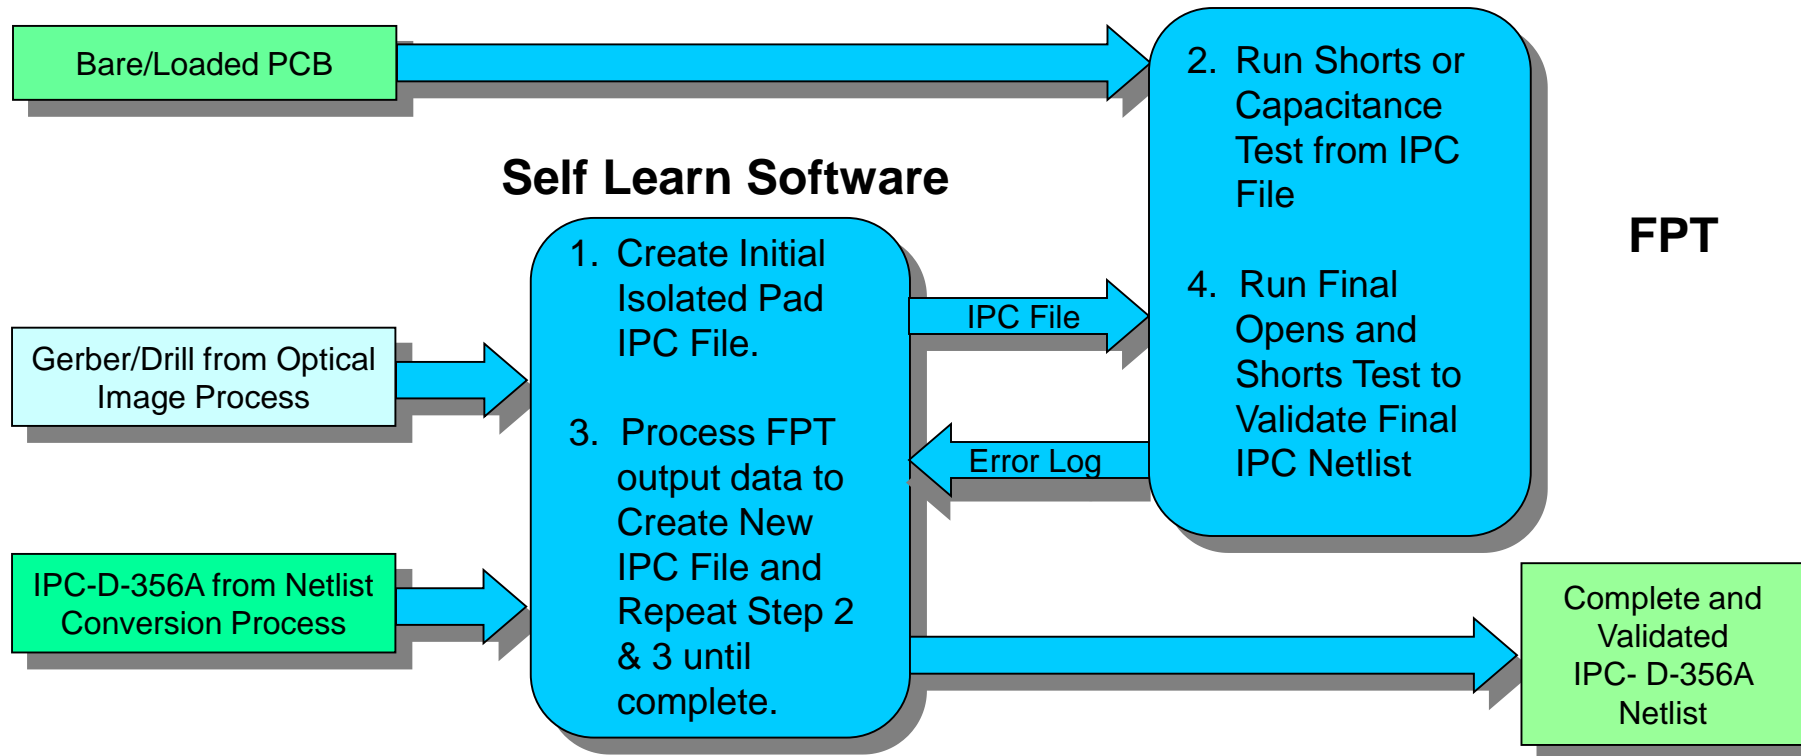 Bare/Loaded PCB
2. Run Shorts or
Capacitance
Test from IPC
File
4. Run Final
Opens and
Shorts Test to
Validate Final
IPC Netlist
FPT
Self Learn Software
1. Create Initial
Isolated Pad
IPC File.
3. Process FPT
output data to
Create New
IPC File and
Repeat Step 2
& 3 until
complete.
IPC File
Error Log
Gerber/Drill from Optical
Image Process
IPC-D-356A from Netlist
Conversion Process
Complete and
Validated
IPC- D-356A
Netlist